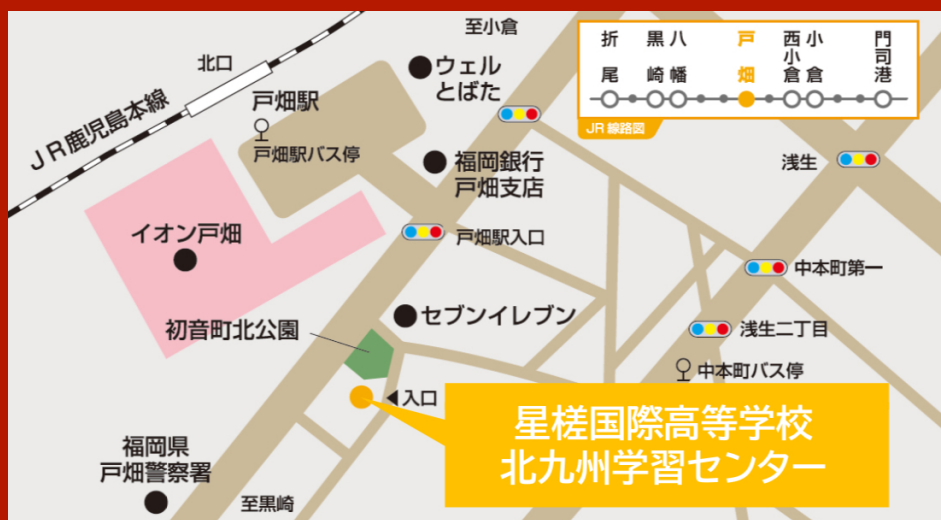 至小倉
北口
ウェル
とばた
JR鹿児島本線
戸畑駅
戸畑駅バス停
福岡銀行
戸畑支店
折尾
黒崎
八幡
戸畑
西小倉
小倉
門司港
JR線路図
浅生
イオン戸畑
戸畑駅入口
中本町第一
初音町北公園
セブンイレブン
浅生二丁目
中本町バス停
入口
星槎国際高等学校
北九州学習センター
福岡県
戸畑警察署
至黒崎